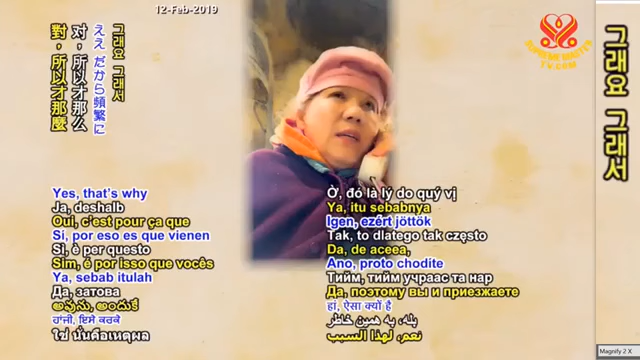 12-Feb-2019
SUPREME MASTER
TV.COM
그래요 그래서
ええ だから頻繁に
对，所以才那么
對，所以才那麼
그래요 그래서
Yes, that's why
Ja, deshalb
Oui, c'est pour ça que
Si, por eso es que vienen
Si, è per questo
Sim, é por isso que vocês
Ya, sebab itulah
Да, затова
అవును, అందుకే
ਹਾਂਜੀ, ਇਸੇ ਕਰਕੇ
ใช่ นั่นคือเหตุผล
Ờ, đó là lý do quý vị
Ya, itu sebabnya
Igen, ezért jöttök
Tak, to dlatego tak często
Da, de aceea,
Ano, proto chodíte
Тийм, тийм учраас та нар
Да, поэтому вы и приезжаете
हां, ऐसा क्यों है
بله، به همین خاطر
نعم، لهذا السبب
Magnify 2 X